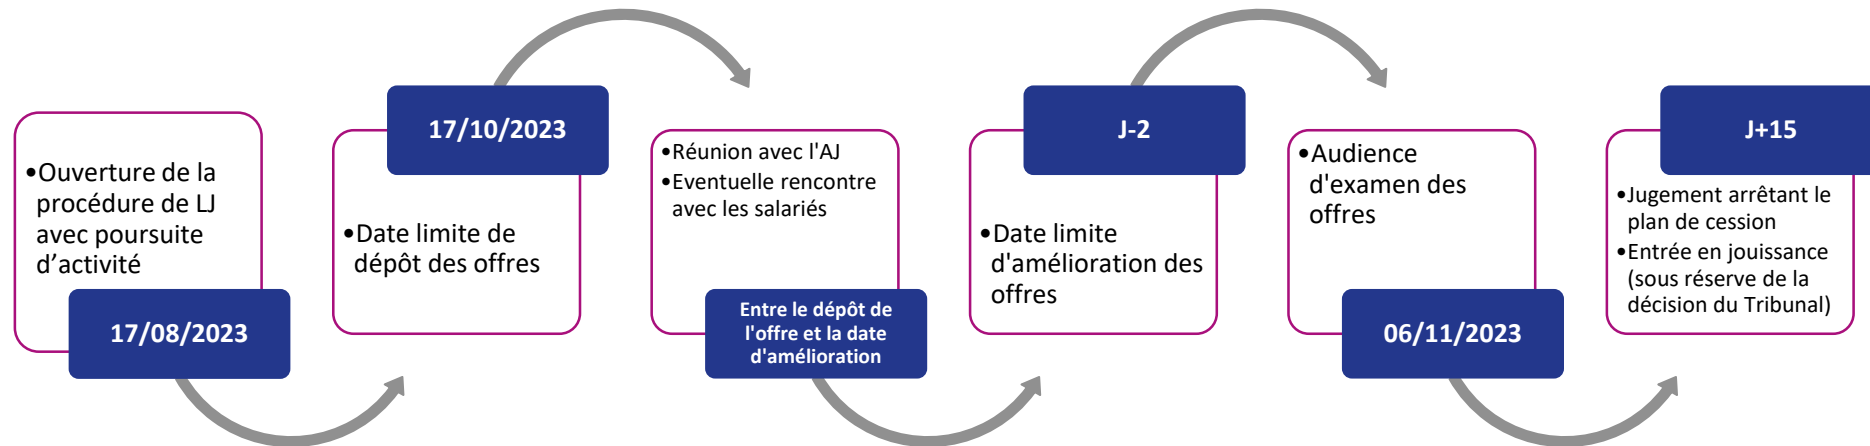 •Ouverture de la
procédure de LJ
avec poursuite
d’activité
17/08/2023
17/10/2023
•Date limite de
dépôt des offres
•Réunion avec l'AJ
•Eventuelle rencontre
avec les salariés
Entre le dépôt de
l'offre et la date
d'amélioration
J-2
•Date limite
d'amélioration des
offres
•Audience
d'examen des
offres
06/11/2023
J+15
•Jugement arrêtant le
plan de cession
•Entrée en jouissance
(sous réserve de la
décision du Tribunal)